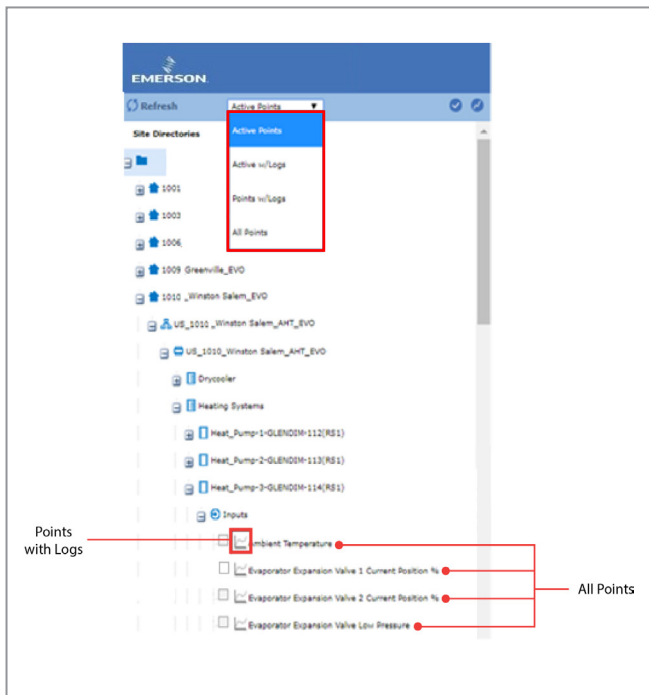 EMERSON.
Refresh
Active Points
Site Directories
Active Points
Active w/Logs
Points w/Logs
All Points
1001
1003
1006
1009 Greenville_EVO
1010 _Winston Salem_EVO
US_1010 _Winston Salem_AHT_EVO
US_1010_Winston Salem_AHT_EVO
Drycooler
Heating Systems
Heat_Pump-1-GLENDIM-112(RS1)
Heat_Pump-2-GLENDIM-113(RS1)
Heat_Pump-3-GLENDIM-114(RS1)
Inputs
Points
with Logs
Ambient Temperature
Evaporator Expansion Valve 1 Current Position %
Evaporator Expansion Valve 2 Current Position %
Evaporator Expansion Valve Low Pressure
All Points